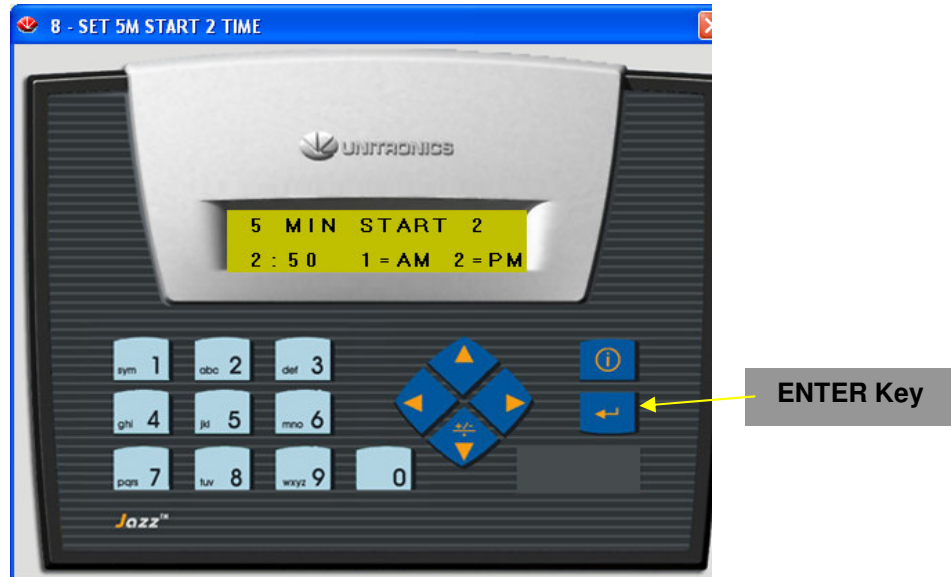 8 - SET 5M START 2 TIME
UNITRONICS
5 MIN START 2
2:50 1=AM 2=PM
sym 1 abc 2 def 3
ghi 4 jkl 5 mno 6
+/-
ENTER Key
pqrs 7 tuv 8 wxyz 9 0
Jazz™